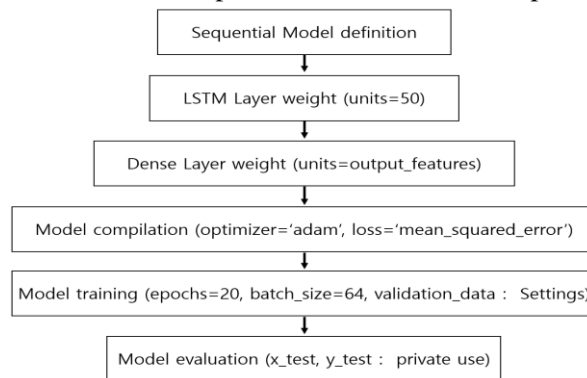 Sequential Model definition
LSTM Layer weight (units=50)
Dense Layer weight (units=output_features)
Model compilation (optimizer=‘adam’, loss=‘mean_squared_error’)
Model training (epochs=20, batch_size=64, validation_data : Settings)
Model evaluation (x_test, y_test : private use)